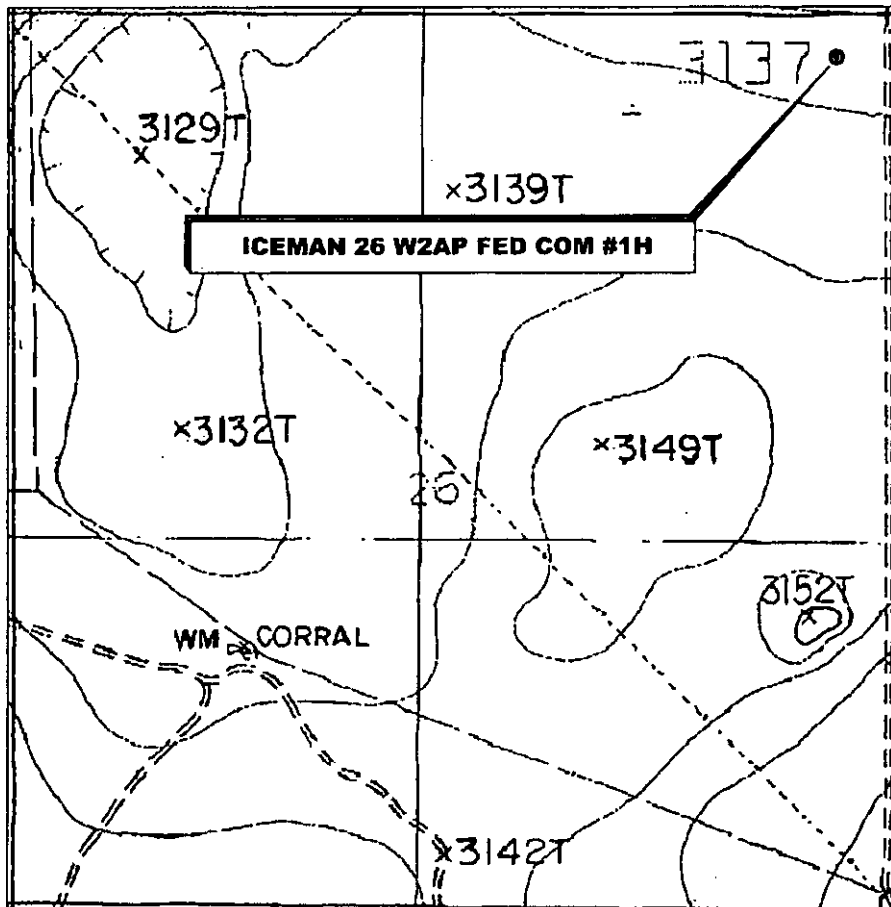 3137
3129T
×3139T
ICEMAN 26 W2AP FED COM #1H
×3132T
×3149T
26
3152T
WM CORRAL
×3142T